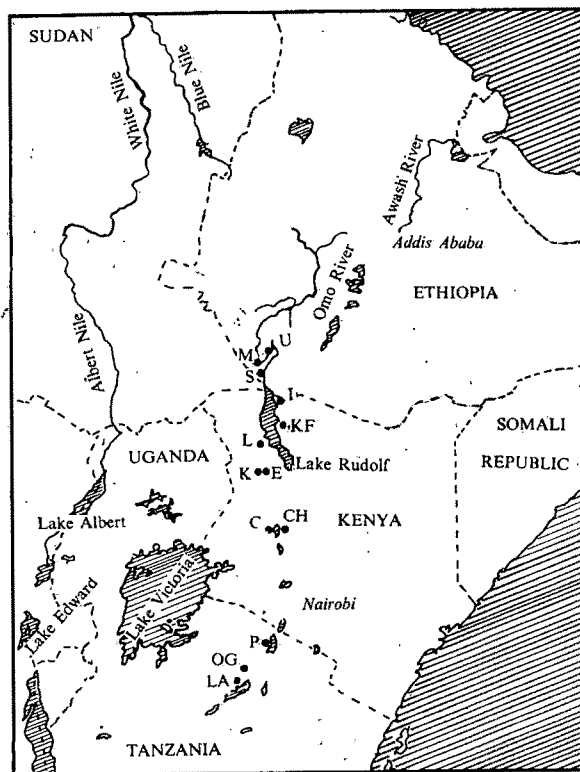 SUDAN
White Nile
Blue Nile
Awash River
Addis Ababa
Omo River
ETHIOPIA
Albert Nile
U
M
S
I
KF
SOMALI
REPUBLIC
L
UGANDA
Lake Rudolf
K
E
Lake Albert
C
CH
KENYA
Lake Victoria
Lake Edward
Nairobi
P
OG
LA
TANZANIA